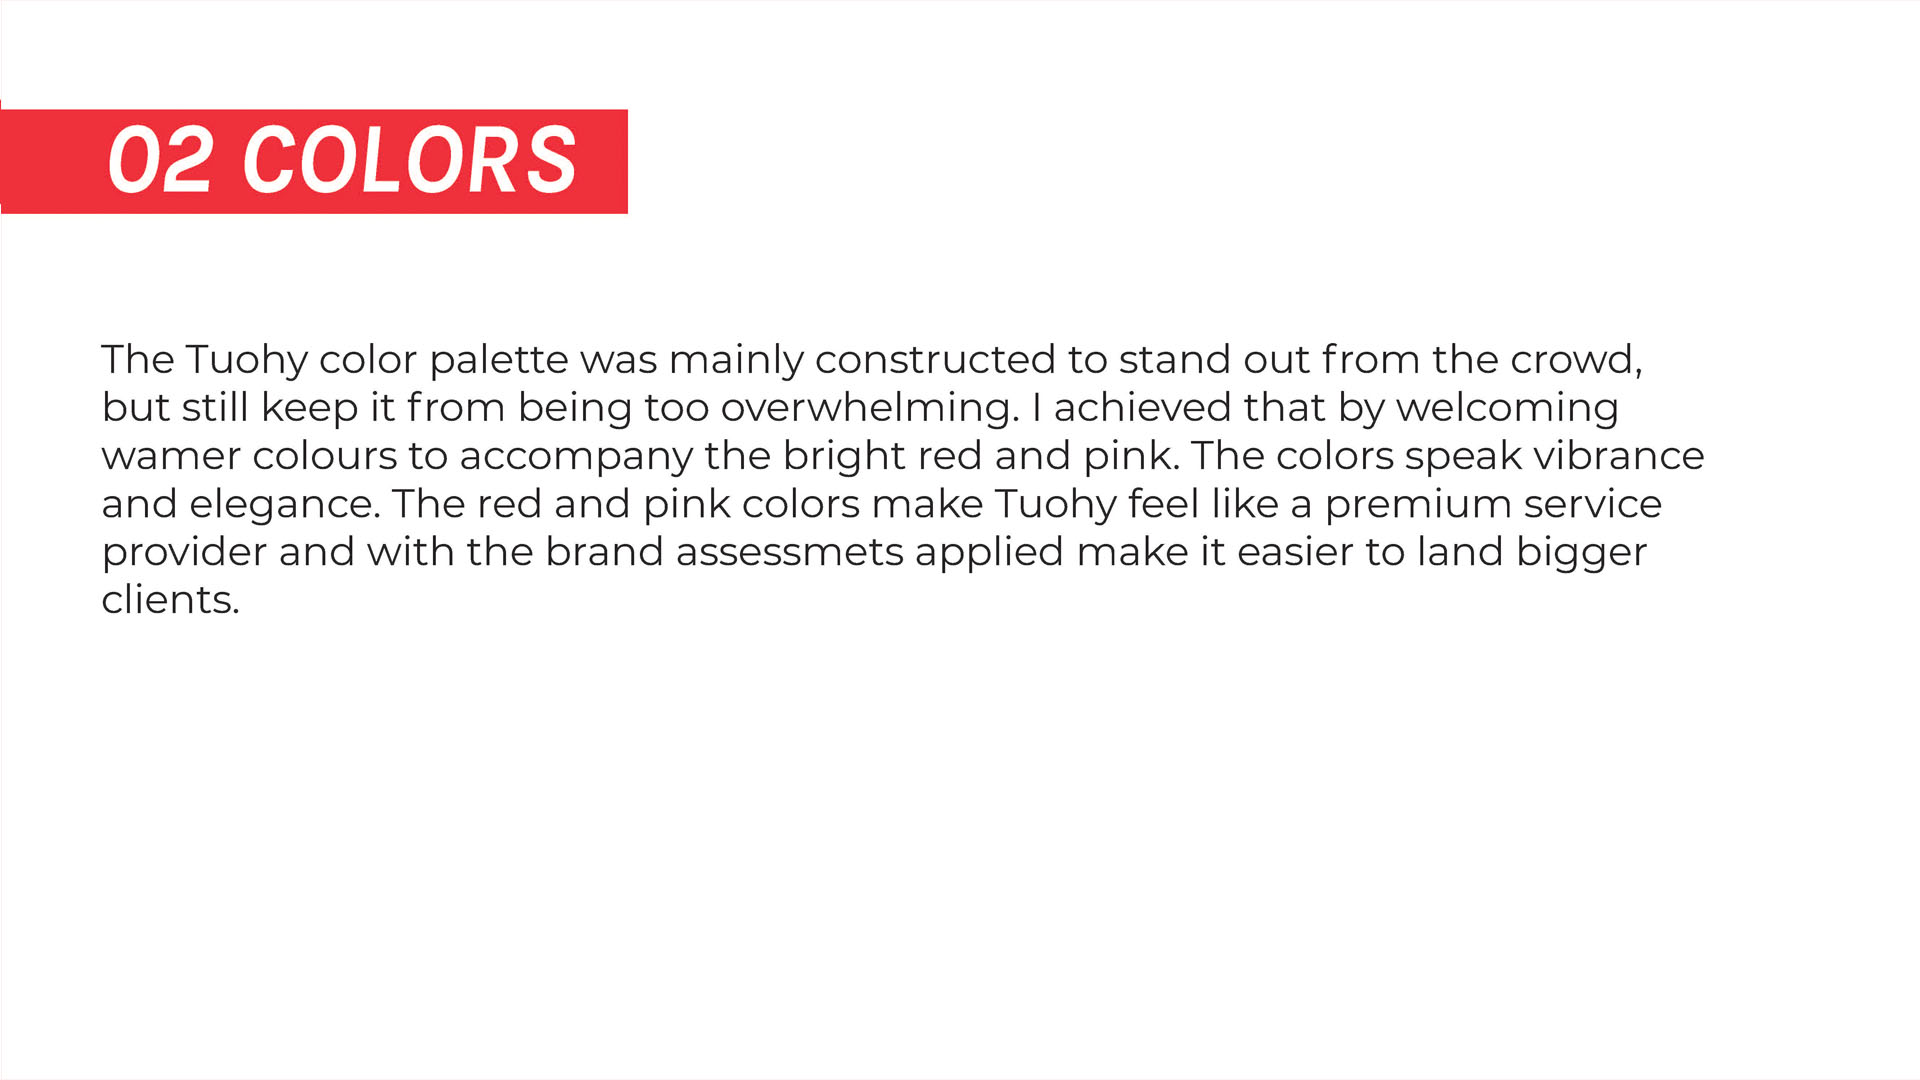 02 COLORS
The Tuohy color palette was mainly constructed to stand out from the crowd,
but still keep it from being too overwhelming. I achieved that by welcoming
wamer colours to accompany the bright red and pink. The colors speak vibrance
and elegance. The red and pink colors make Tuohy feel like a premium service
provider and with the brand assessmets applied make it easier to land bigger
clients.